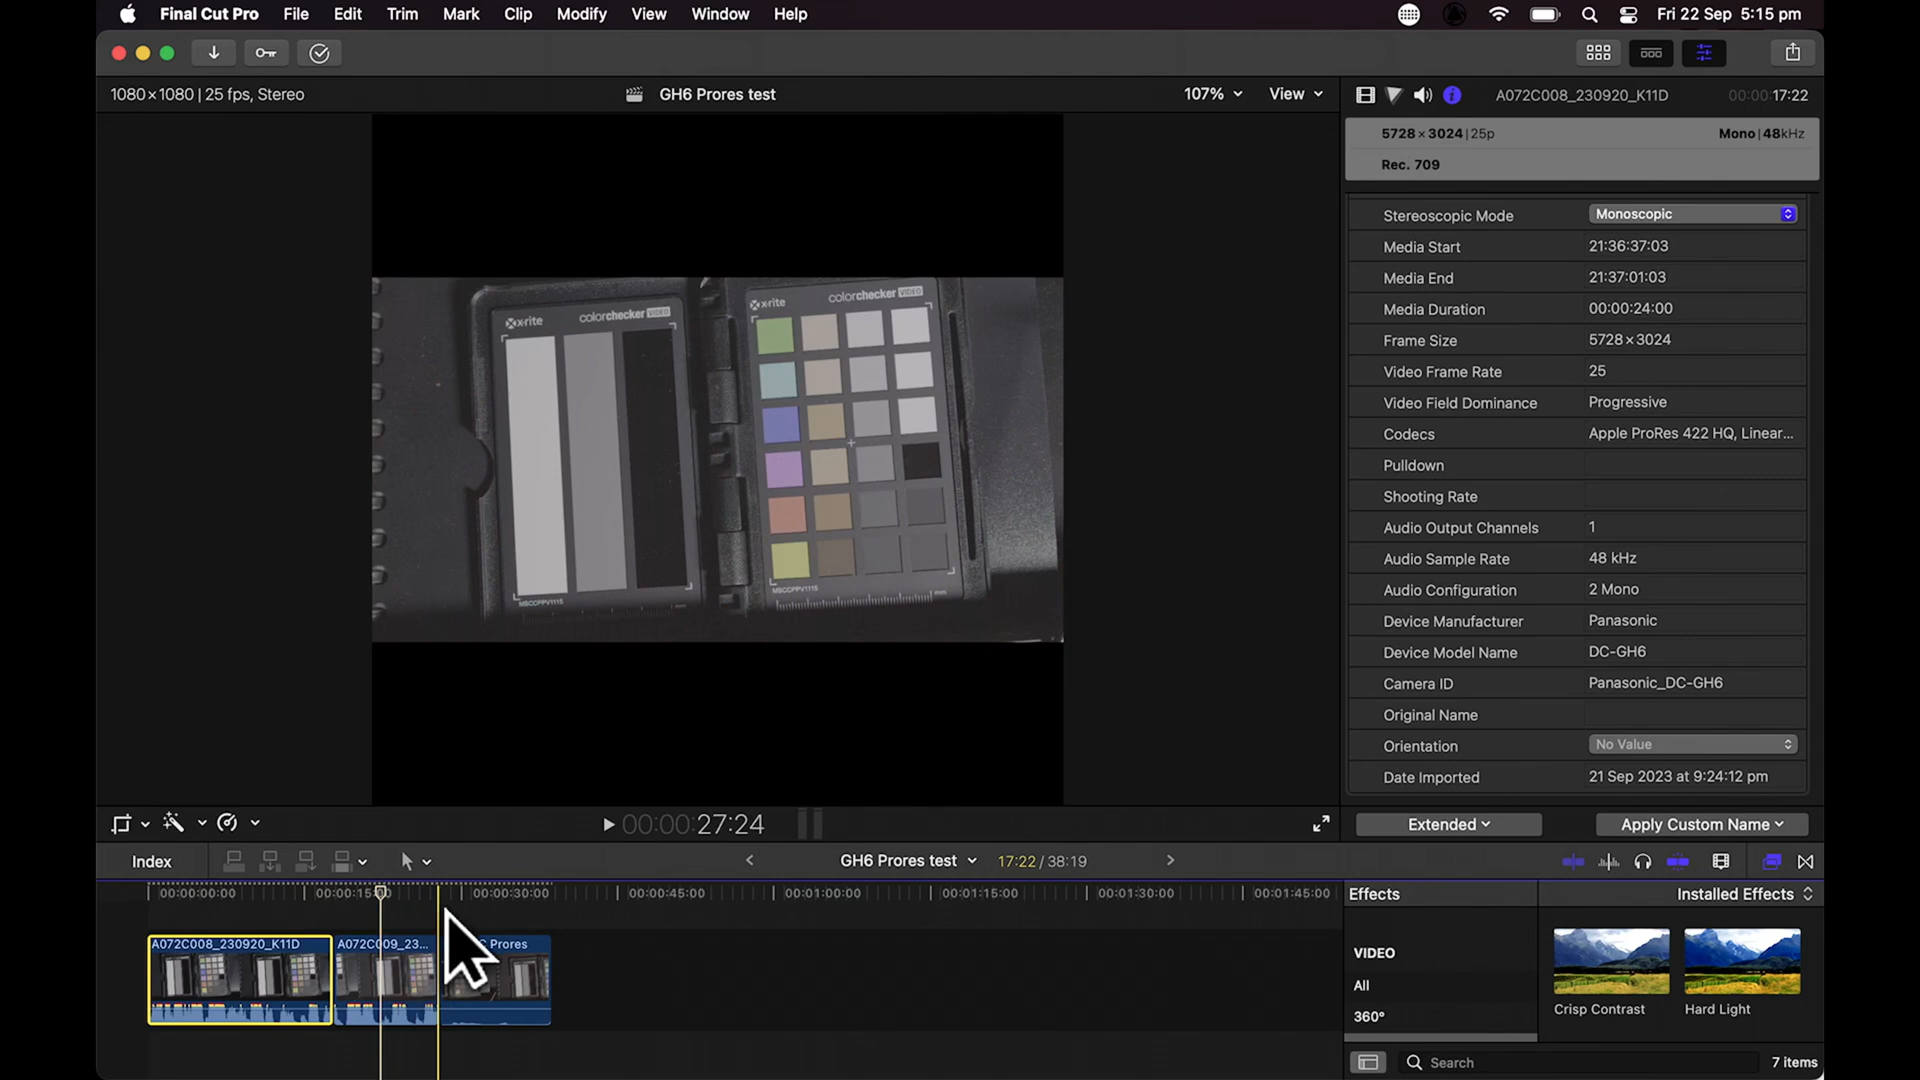 Final Cut Pro File Edit Trim Mark Clip Modify View Window Help Fri 22 Sep 5:15 pm
1080×1080 | 25 fps, Stereo GH6 Prores test 107% View
A072C008_230920_K11D 00:00:17:22
5728 × 3024 | 25p Mono | 48kHz
Rec. 709
Stereoscopic Mode Monoscopic
Media Start 21:36:37:03
Media End 21:37:01:03
Media Duration 00:00:24:00
Frame Size 5728×3024
Video Frame Rate 25
Video Field Dominance Progressive
Codecs Apple ProRes 422 HQ, Linear...
Pulldown
Shooting Rate
Audio Output Channels 1
Audio Sample Rate 48 kHz
Audio Configuration 2 Mono
Device Manufacturer Panasonic
Device Model Name DC-GH6
Camera ID Panasonic_DC-GH6
Original Name
Orientation No Value
Date Imported 21 Sep 2023 at 9:24:12 pm
Extended Apply Custom Name
x-rite colorchecker VIDEO
x-rite colorchecker VIDEO
MSCCPPV1115 mm
MSCCPPV1115 mm
00:00:27:24
Index GH6 Prores test 17:22 / 38:19
00:00:00:00 00:00:15:00 00:00:30:00 00:00:45:00 00:01:00:00 00:01:15:00 00:01:30:00 00:01:45:00
A072C008_230920_K11D A072C009_23... Prores
Effects Installed Effects
VIDEO
All
360°
Crisp Contrast Hard Light
Search 7 items